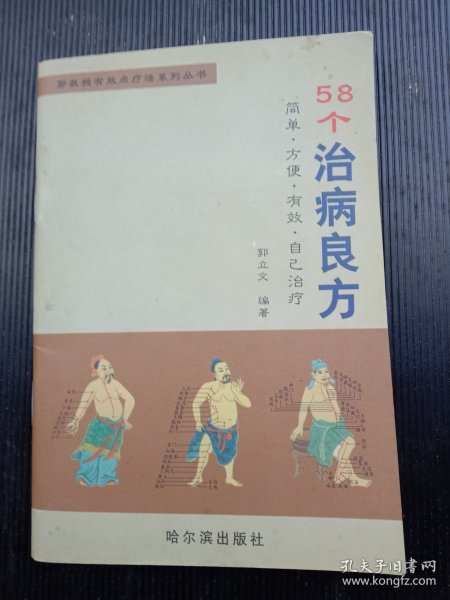 郭教授有效点疗法系列丛书
58个治病良方
简单·方便·有效·自己治疗
郭立文 编著
哈尔滨出版社
孔夫子旧书网
www.kongfz.com